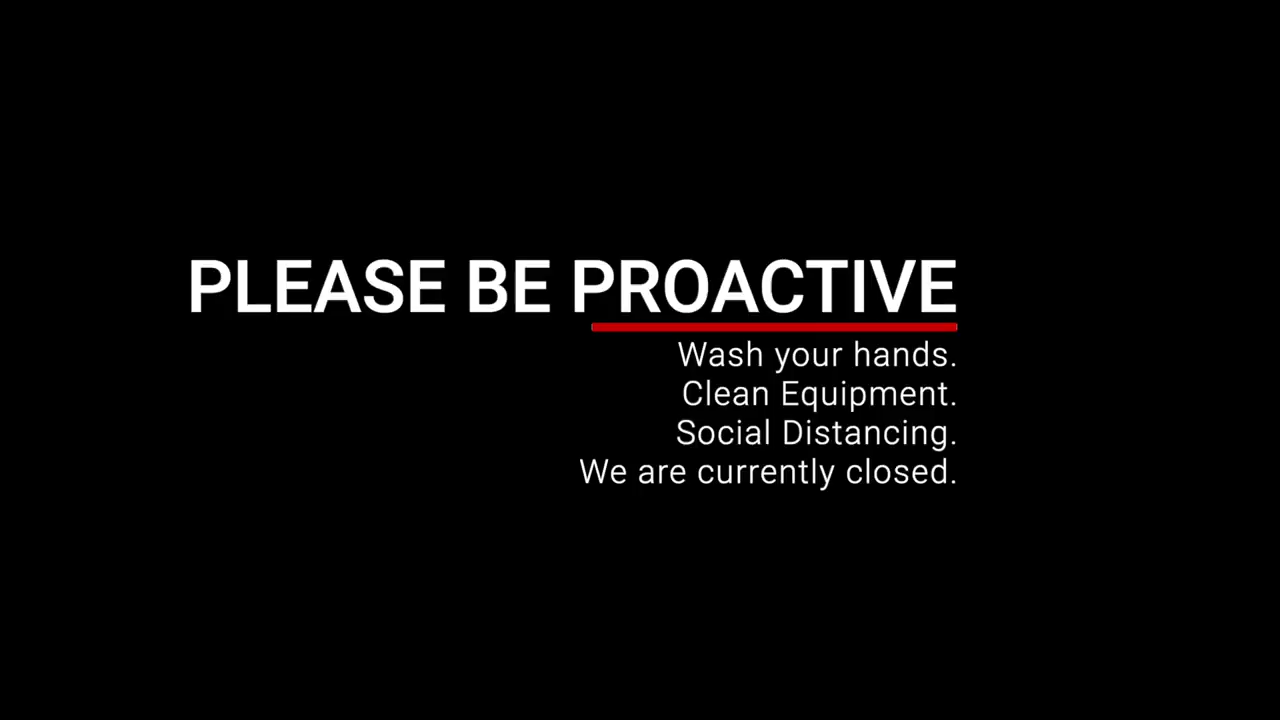 PLEASE BE PROACTIVE
Wash your hands.
Clean Equipment.
Social Distancing.
We are currently closed.